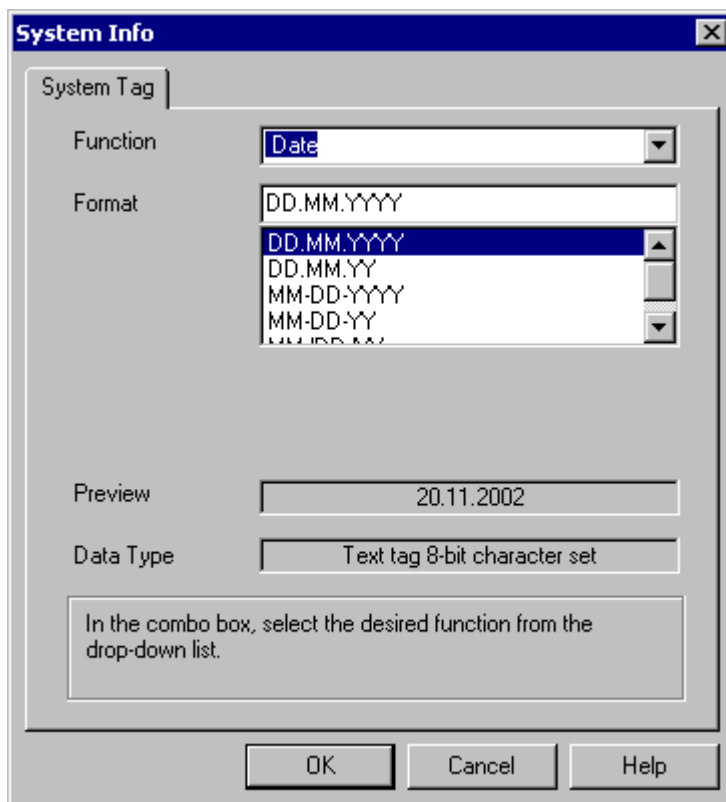 System Info
System Tag
Function
Date
Format
DD.MM.YYYY
DD.MM.YYYY
DD.MM.YY
MM-DD-YYYY
MM-DD-YY
Preview
20.11.2002
Data Type
Text tag 8-bit character set
In the combo box, select the desired function from the
drop-down list.
OK
Cancel
Help